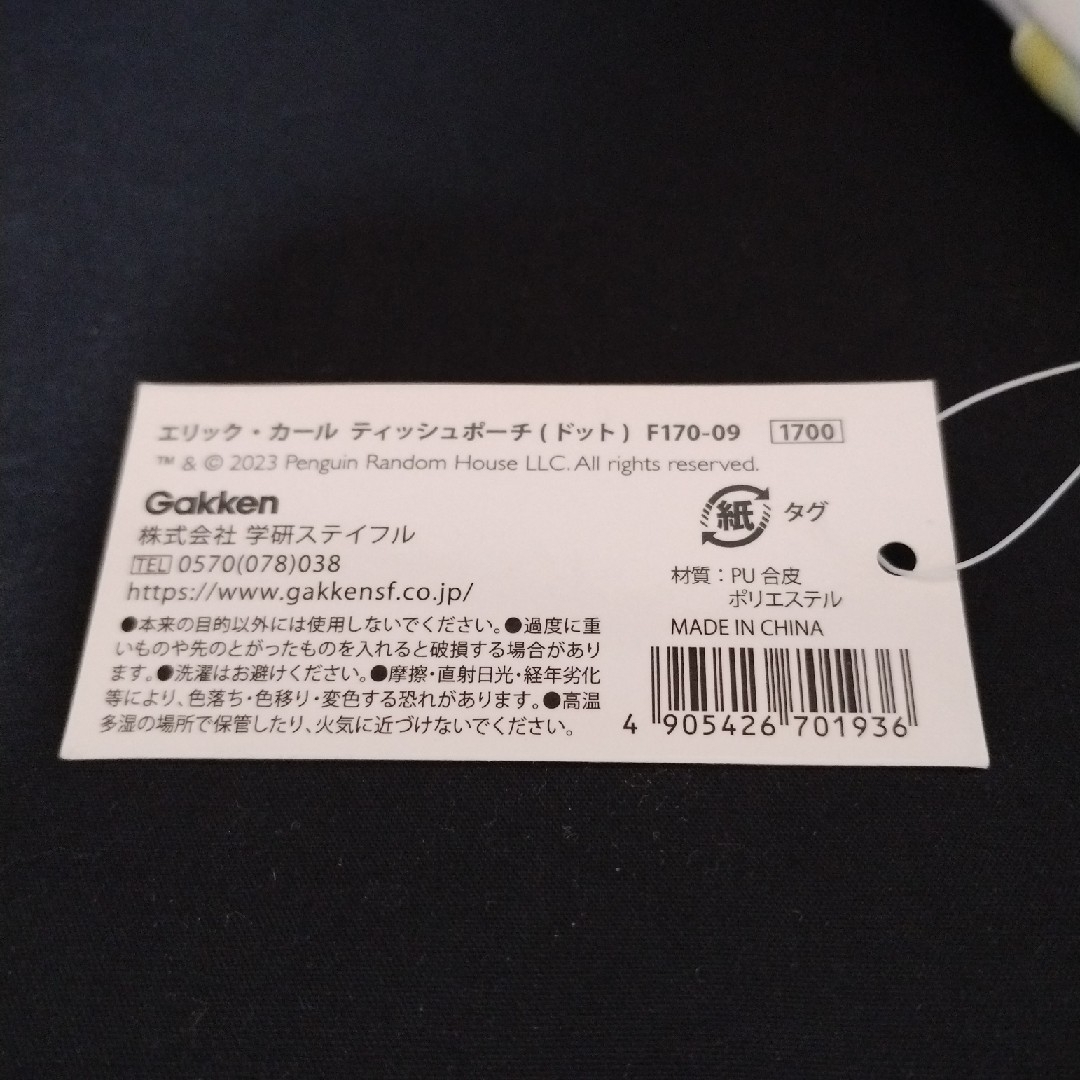 エリック・カール ティッシュポーチ(ドット) F170-09 1700
™ & © 2023 Penguin Random House LLC. All rights reserved.
Gakken
株式会社 学研ステイフル
TEL 0570(078)038
https://www.gakkensf.co.jp/
●本来の目的以外には使用しないでください。●過度に重
いものや先のとがったものを入れると破損する場合があり
ます。●洗濯はお避けください。●摩擦・直射日光・経年劣化
等により、色落ち・色移り・変色する恐れがあります。●高温
多湿の場所で保管したり、火気に近づけないでください。
紙 タグ
材質：PU 合皮
ポリエステル
MADE IN CHINA
4 905426 701936